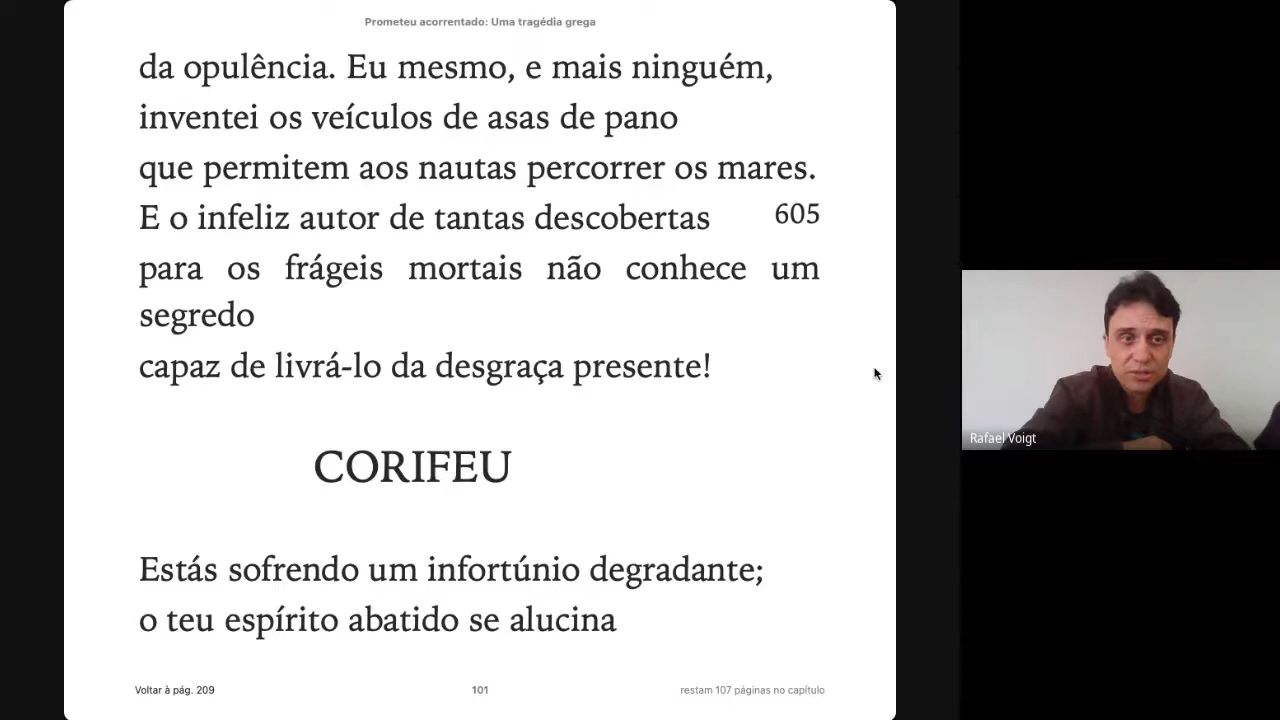 Prometeu acorrentado: Uma tragédia grega
da opulência. Eu mesmo, e mais ninguém,
inventei os veículos de asas de pano
que permitem aos nautas percorrer os mares.
E o infeliz autor de tantas descobertas 605
para os frágeis mortais não conhece um
segredo
capaz de livrá-lo da desgraça presente!
CORIFEU
Estás sofrendo um infortúnio degradante;
o teu espírito abatido se alucina
Voltar à pág. 209 101 restam 107 páginas no capítulo
Rafael Voigt